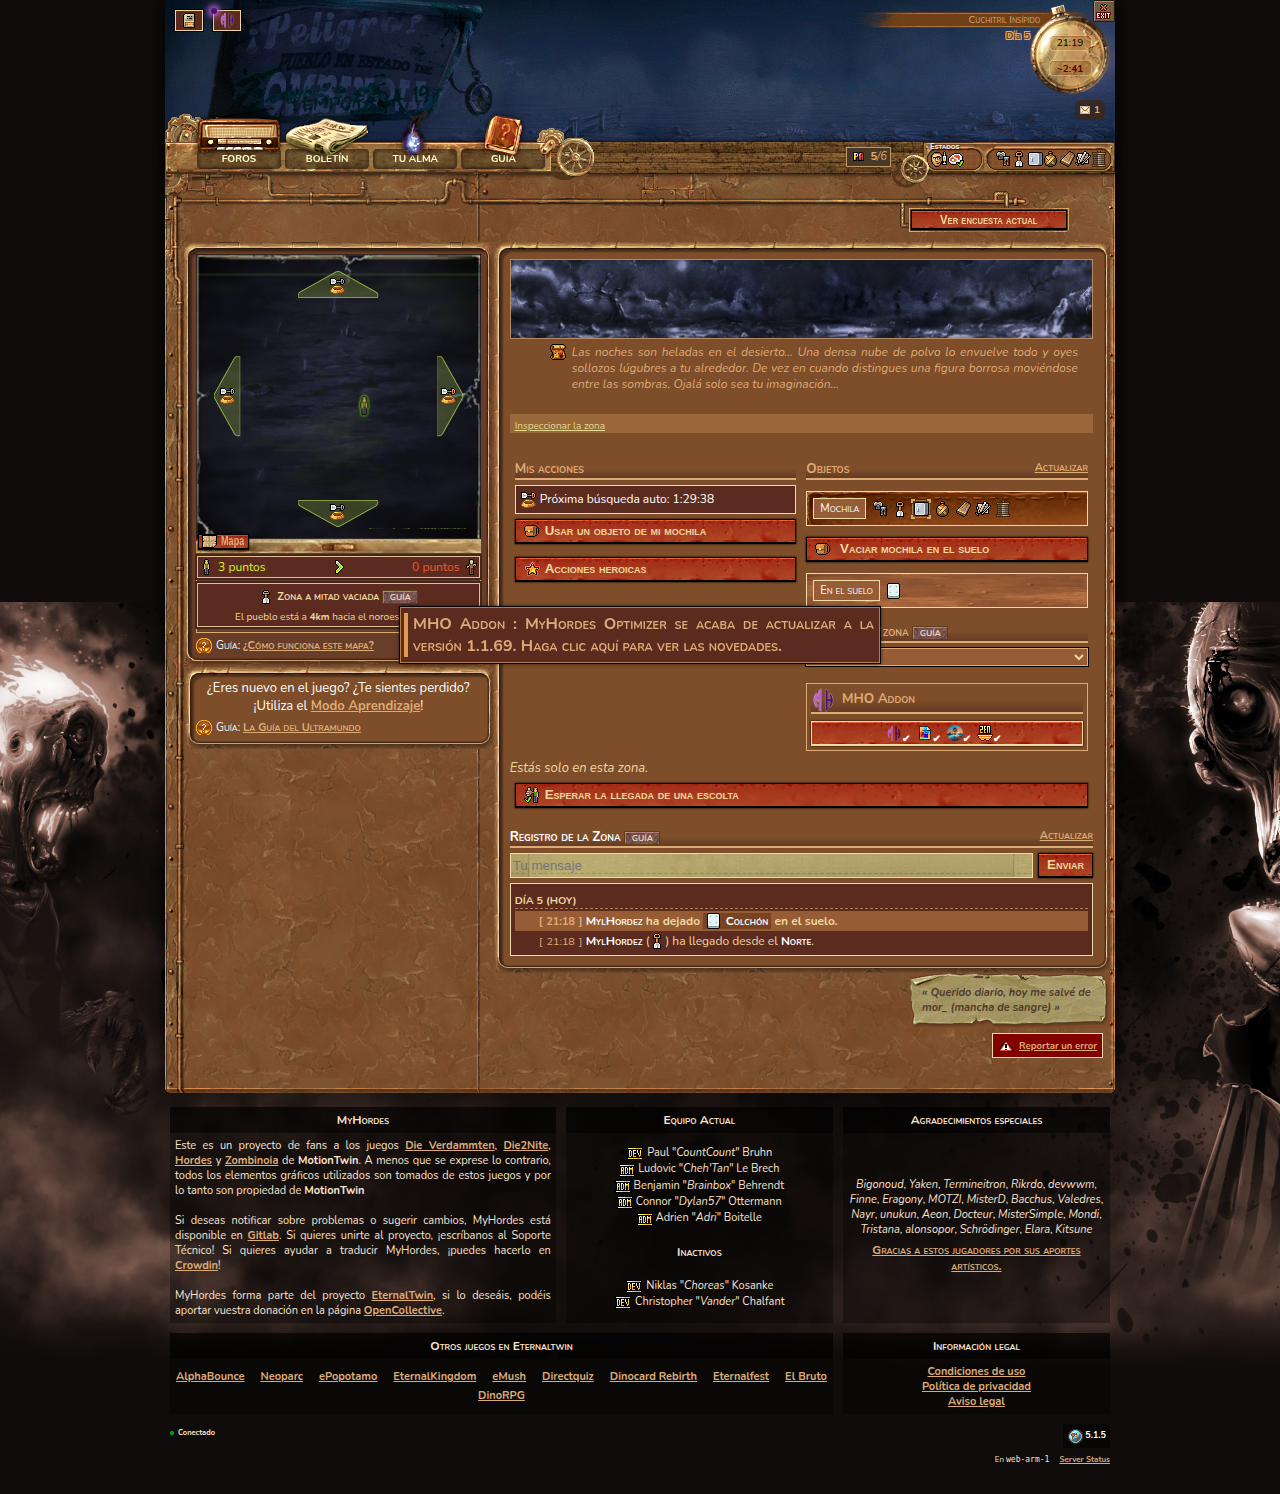 ¡Peligro!
PUEBLO EN ESTADO DE
OMBINOIA
TEMPORADA 19
Cuchitril Insípido
Día 5
EXIT
21:19
~2:41
1
FOROS
BOLETÍN
TU ALMA
GUIA
PA 5/6
Estados
Ver encuesta actual
Las noches son heladas en el desierto... Una densa nube de polvo lo envuelve todo y oyes
sollozos lúgubres a tu alrededor. De vez en cuando distingues una figura borrosa moviéndose
entre las sombras. Ojalá solo sea tu imaginación...
Inspeccionar la zona
Mis acciones
Objetos
Actualizar
Próxima búsqueda auto: 1:29:38
Mochila
Usar un objeto de mi mochila
Vaciar mochila en el suelo
Acciones heroicas
En el suelo
Mapa
3 puntos
0 puntos
Zona a mitad vaciada GUÍA
El pueblo está a 4km hacia el noroes
Guía: ¿Cómo funciona este mapa?
MHO Addon : MyHordes Optimizer se acaba de actualizar a la
versión 1.1.69. Haga clic aquí para ver las novedades.
zona GUÍA
¿Eres nuevo en el juego? ¿Te sientes perdido?
¡Utiliza el Modo Aprendizaje!
Guía: La Guía del Ultramundo
MHO Addon
Estás solo en esta zona.
Esperar la llegada de una escolta
Registro de la Zona GUÍA
Actualizar
Tu mensaje
Enviar
DÍA 5 (HOY)
[ 21:18 ] MylHordez ha dejado Colchón en el suelo.
[ 21:18 ] MylHordez ( ) ha llegado desde el Norte.
« Querido diario, hoy me salvé de
mor_ (mancha de sangre) »
Reportar un error
MyHordes
Este es un proyecto de fans a los juegos Die Verdammten, Die2Nite,
Hordes y Zombinoia de MotionTwin. A menos que se exprese lo contrario,
todos los elementos gráficos utilizados son tomados de estos juegos y por
lo tanto son propiedad de MotionTwin
Si deseas notificar sobre problemas o sugerir cambios, MyHordes está
disponible en Gitlab. Si quieres unirte al proyecto, ¡escríbanos al Soporte
Técnico! Si quieres ayudar a traducir MyHordes, ¡puedes hacerlo en
Crowdin!
MyHordes forma parte del proyecto EternalTwin, si lo deseáis, podéis
aportar vuestra donación en la página OpenCollective.
Equipo Actual
DEV Paul "CountCount" Bruhn
ADM Ludovic "Cheh'Tan" Le Brech
ADM Benjamin "Brainbox" Behrendt
ADM Connor "Dylan57" Ottermann
ADM Adrien "Adri" Boitelle
Inactivos
DEV Niklas "Choreas" Kosanke
DEV Christopher "Vander" Chalfant
Agradecimientos especiales
Bigonoud, Yaken, Termineitron, Rikrdo, devwwm,
Finne, Eragony, MOTZI, MisterD, Bacchus, Valedres,
Nayr, unukun, Aeon, Docteur, MisterSimple, Mondi,
Tristana, alonsopor, Schrödinger, Elara, Kitsune
Gracias a estos jugadores por sus aportes
artísticos.
Otros juegos en Eternaltwin
AlphaBounce Neoparc ePopotamo EternalKingdom eMush Directquiz Dinocard Rebirth Eternalfest El Bruto
DinoRPG
Información legal
Condiciones de uso
Política de privacidad
Aviso legal
Conectado
5.1.5
En web-arm-1 Server Status